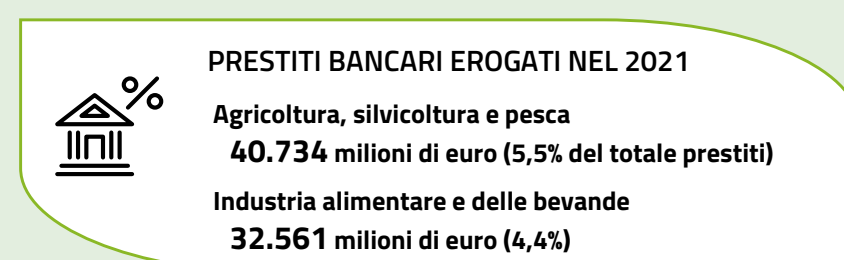 %
PRESTITI BANCARI EROGATI NEL 2021
Agricoltura, silvicoltura e pesca
40.734 milioni di euro (5,5% del totale prestiti)
Industria alimentare e delle bevande
32.561 milioni di euro (4,4%)